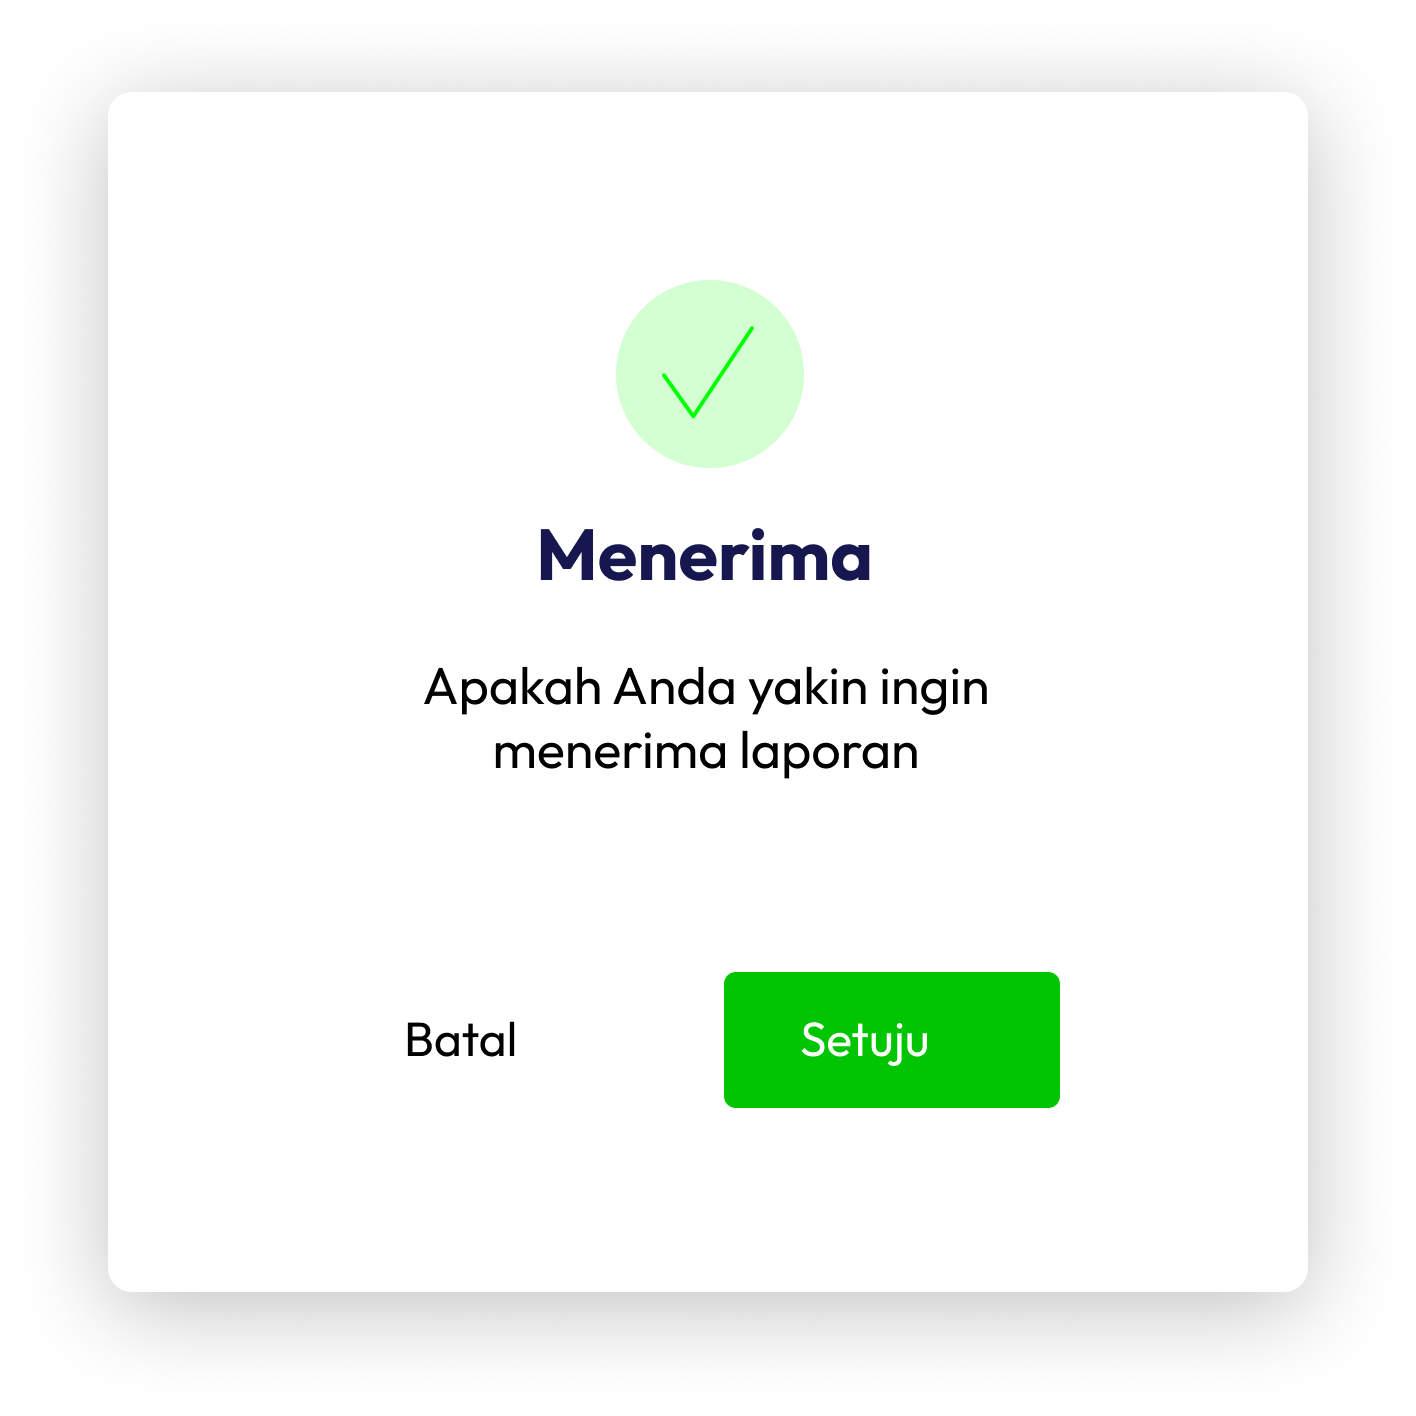 Menerima
Apakah Anda yakin ingin
menerima laporan
Batal
Setuju